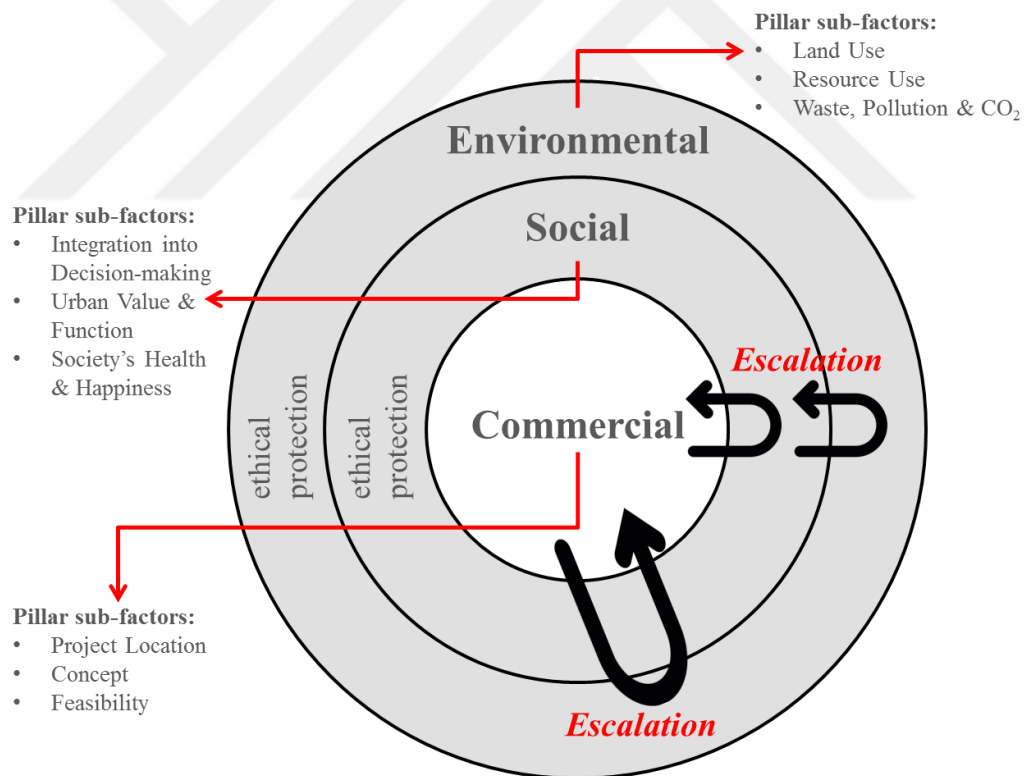 Pillar sub-factors:
• Land Use
• Resource Use
• Waste, Pollution & CO₂
Environmental
Pillar sub-factors:
• Integration into
Decision-making
• Urban Value &
Function
• Society's Health
& Happiness
Social
Escalation
Commercial
ethical
protection
ethical
protection
Pillar sub-factors:
• Project Location
• Concept
• Feasibility
Escalation